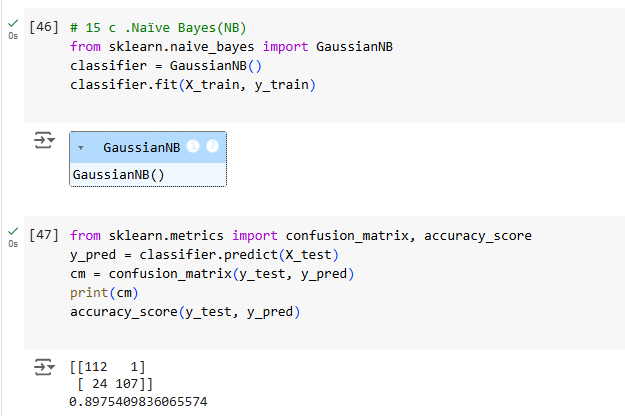 [46] # 15 c .Naïve Bayes(NB)
from sklearn.naive_bayes import GaussianNB
classifier = GaussianNB()
classifier.fit(X_train, y_train)
0s
GaussianNB i ?
GaussianNB()
[47] from sklearn.metrics import confusion_matrix, accuracy_score
0s y_pred = classifier.predict(X_test)
cm = confusion_matrix(y_test, y_pred)
print(cm)
accuracy_score(y_test, y_pred)
[[112   1]
 [ 24 107]]
0.8975409836065574